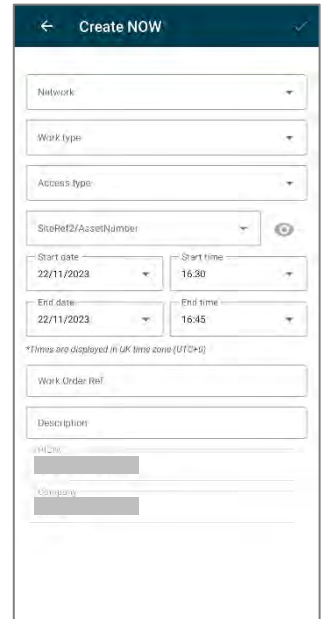 Create NOW
Network
Work type
Access type
SiteRef2/AssetNumber
Start date
Start time
22/11/2023
16:30
End date
End time
22/11/2023
16:45
*Times are displayed in UK time zone (UTC+0)
Work Order Ref
Description
Company